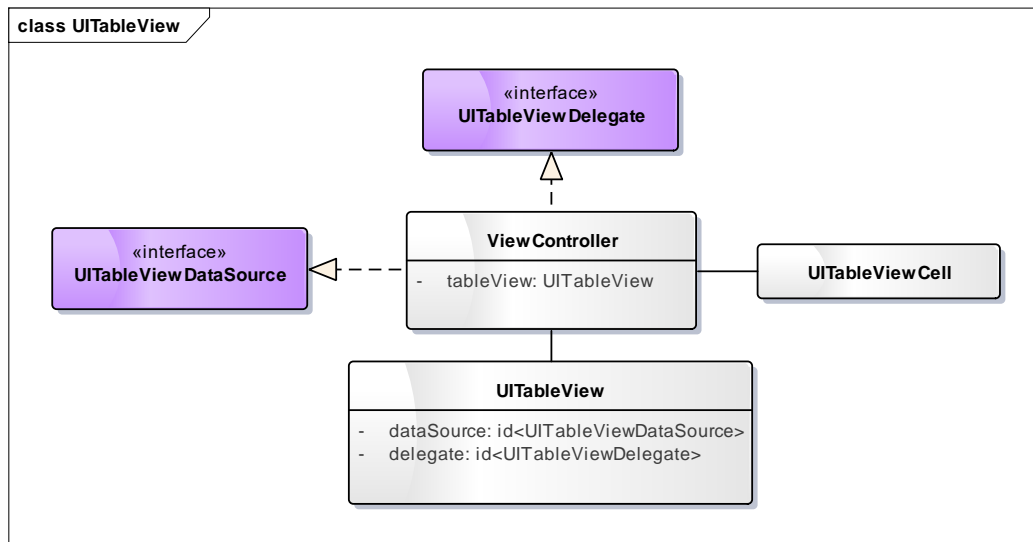 class UITableView
«interface»
UITableViewDelegate
«interface»
UITableViewDataSource
ViewController
- tableView: UITableView
UITableViewCell
UITableView
- dataSource: id<UITableViewDataSource>
- delegate: id<UITableViewDelegate>